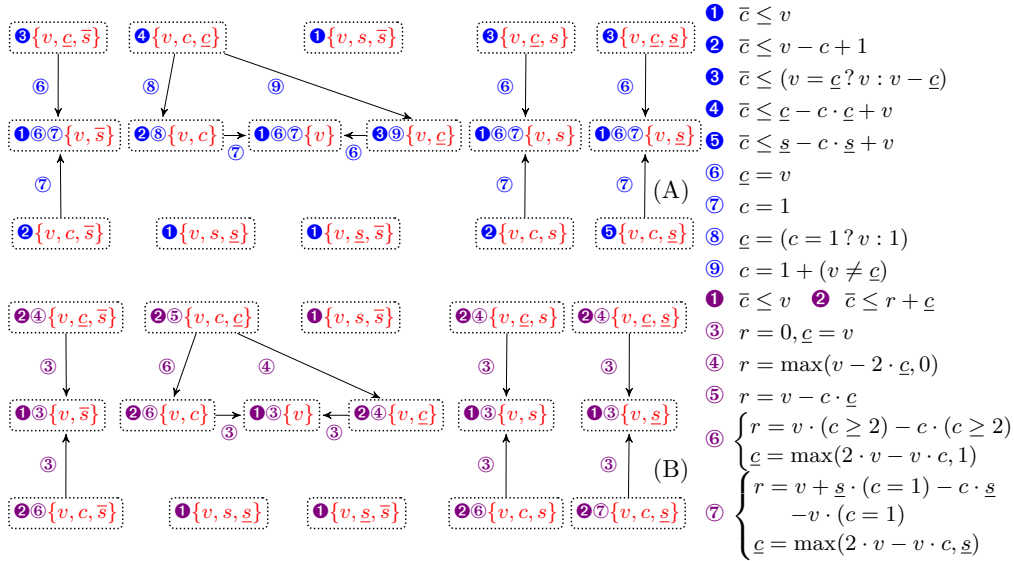 ❸{v, c̲, s̅} ❹{v, c, c̲} ❶{v, s, s̅} ❸{v, c̲, s} ❸{v, c̲, s̲}
⑥ ⑧ ⑨ ⑥ ⑥
❶⑥⑦{v, s̅} ❷⑧{v, c} ❶⑥⑦{v} ❸⑨{v, c̲} ❶⑥⑦{v, s} ❶⑥⑦{v, s̲}
⑦ ⑥
⑦ ⑦ ⑦ (A)
❷{v, c, s̅} ❶{v, s, s̲} ❶{v, s̲, s̅} ❷{v, c, s} ❺{v, c, s̲}
❷④{v, c̲, s̅} ❷⑤{v, c, c̲} ❶{v, s, s̅} ❷④{v, c̲, s} ❷④{v, c̲, s̲}
③ ⑥ ④ ③ ③
❶③{v, s̅} ❷⑥{v, c} ❶③{v} ❷④{v, c̲} ❶③{v, s} ❶③{v, s̲}
③ ③
③ ③ ③ (B)
❷⑥{v, c, s̅} ❶{v, s, s̲} ❶{v, s̲, s̅} ❷⑥{v, c, s} ❷⑦{v, c, s̲}
❶ c̅ ≤ v
❷ c̅ ≤ v − c + 1
❸ c̅ ≤ (v = c̲ ? v : v − c̲)
❹ c̅ ≤ c̲ − c · c̲ + v
❺ c̅ ≤ s̲ − c · s̲ + v
⑥ c̲ = v
⑦ c = 1
⑧ c̲ = (c = 1 ? v : 1)
⑨ c = 1 + (v ≠ c̲)
❶ c̅ ≤ v ❷ c̅ ≤ r + c̲
③ r = 0, c̲ = v
④ r = max(v − 2 · c̲, 0)
⑤ r = v − c · c̲
⑥ { r = v · (c ≥ 2) − c · (c ≥ 2)
c̲ = max(2 · v − v · c, 1)
⑦ { r = v + s̲ · (c = 1) − c · s̲
−v · (c = 1)
c̲ = max(2 · v − v · c, s̲)